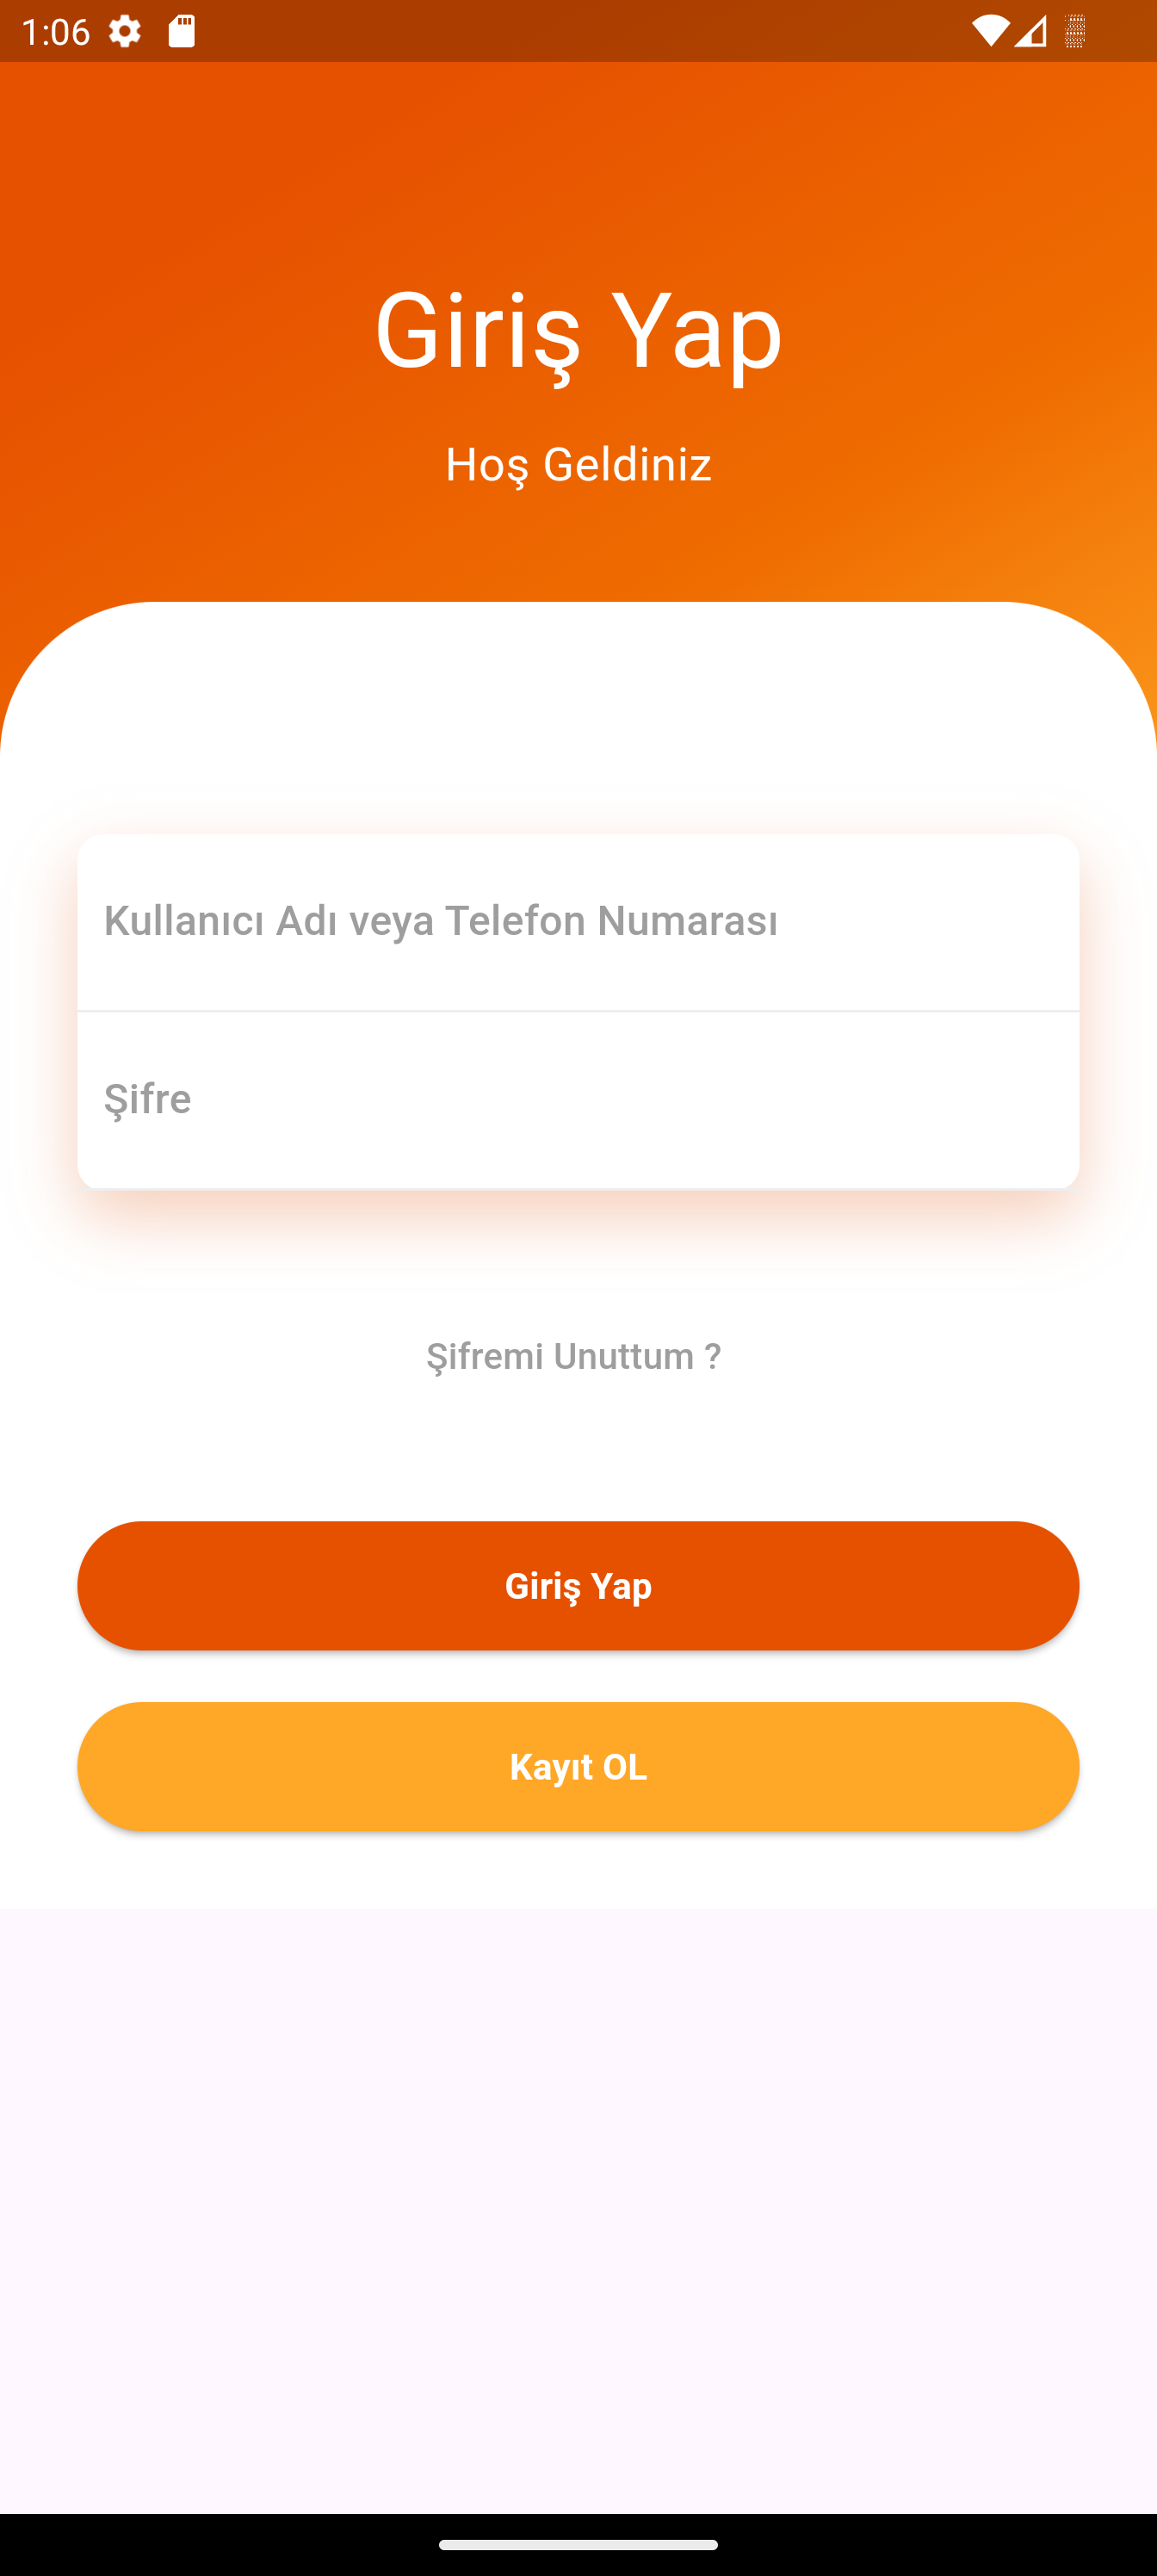 1:06
Giriş Yap
Hoş Geldiniz
Kullanıcı Adı veya Telefon Numarası
Şifre
Şifremi Unuttum ?
Giriş Yap
Kayıt OL